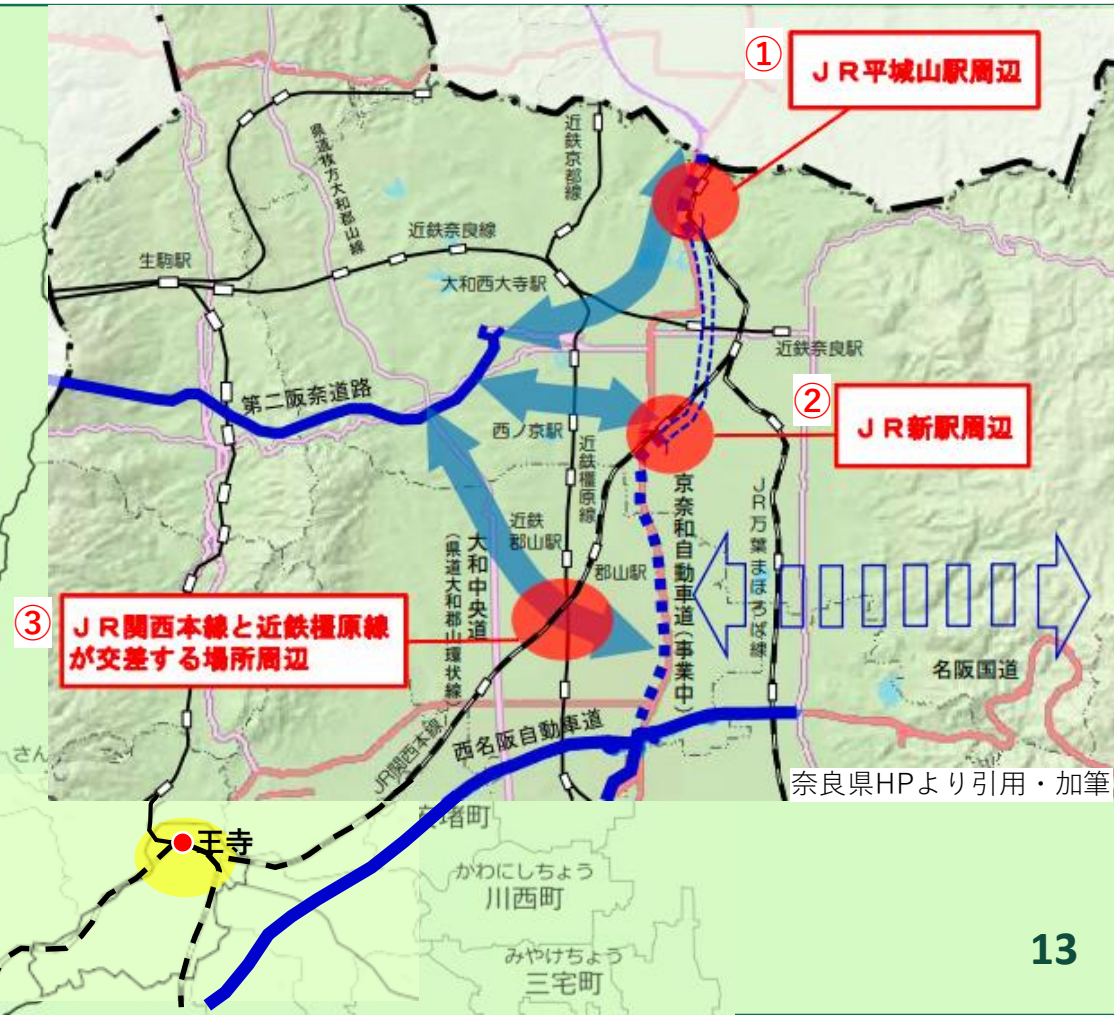 ①
JR平城山駅周辺
県道枚方大和郡山線
近鉄京都線
近鉄奈良線
生駒駅
大和西大寺駅
近鉄奈良駅
第二阪奈道路
②
JR新駅周辺
西ノ京駅
近鉄橿原線
京奈和自動車道(事業中)
JR万葉まほろば線
近鉄
郡山駅
郡山駅
大和中央道
(県道大和郡山環状線)
③
JR関西本線と近鉄橿原線
が交差する場所周辺
名阪国道
西名阪自動車道
JR関西本線
奈良県HPより引用・加筆
さん
王寺
堵町
かわにしちょう
川西町
みやけちょう
三宅町
13